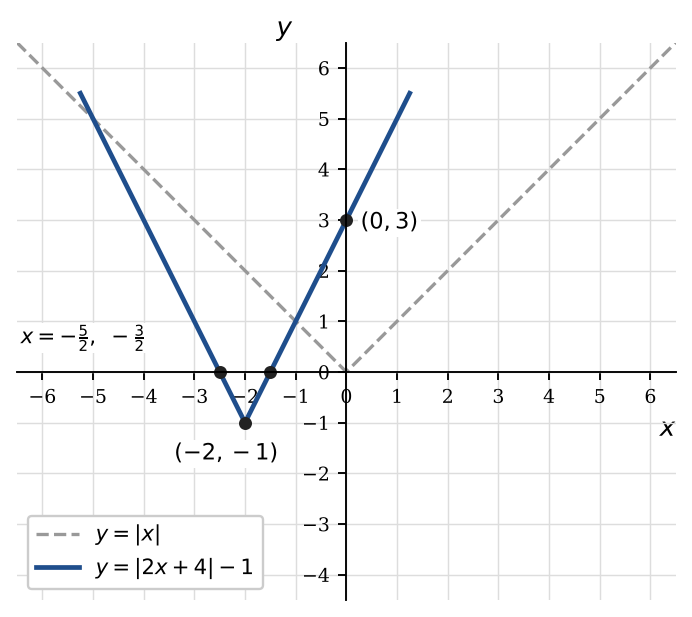 y
6
5
4
3
(0, 3)
2
1
x = −5/2, −3/2
0
−6 −5 −4 −3 −2 −1 0 1 2 3 4 5 6
−1
x
(−2, −1)
−2
−3
−4
y = |x|
y = |2x + 4| − 1